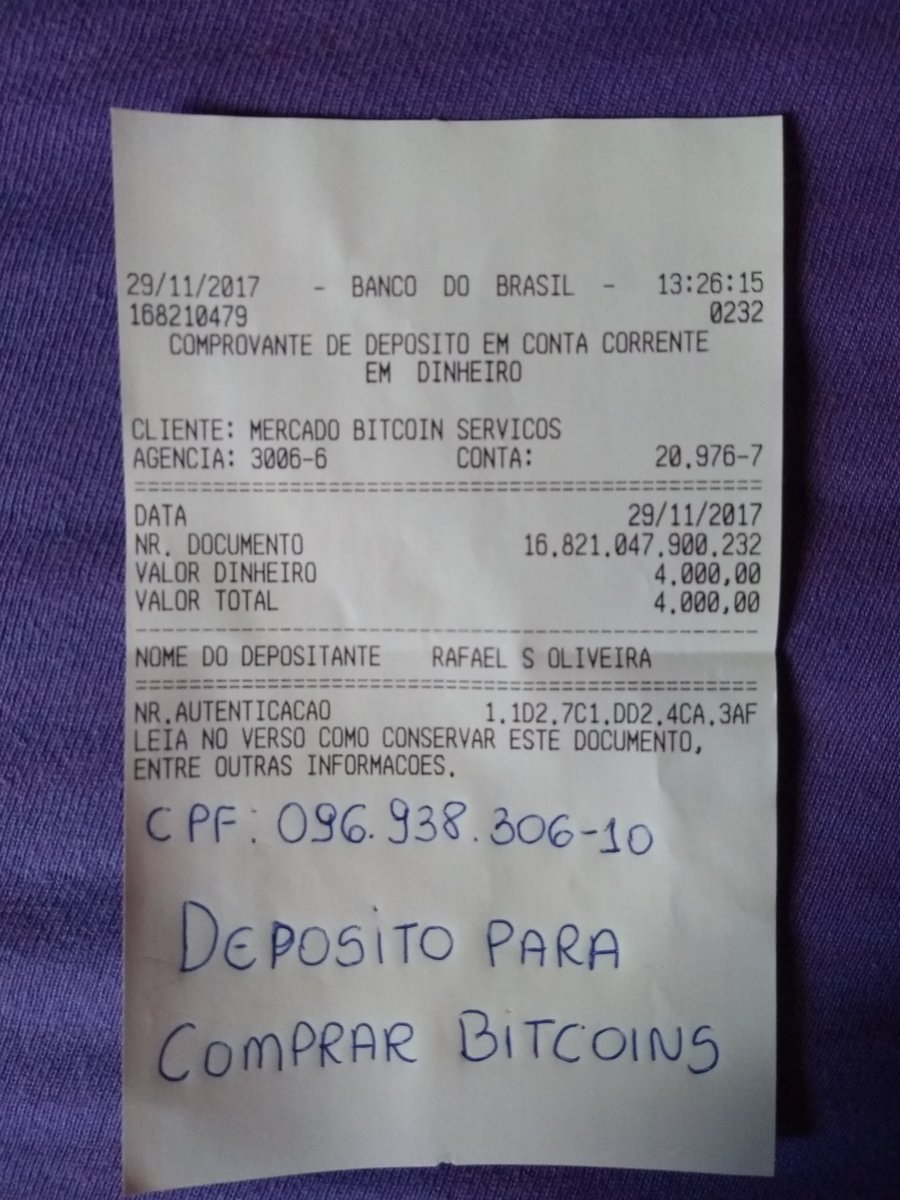 29/11/2017 - BANCO DO BRASIL - 13:26:15
168210479 0232
COMPROVANTE DE DEPOSITO EM CONTA CORRENTE
EM DINHEIRO
CLIENTE: MERCADO BITCOIN SERVICOS
AGENCIA: 3006-6 CONTA: 20.976-7
================================================
DATA 29/11/2017
NR. DOCUMENTO 16.821.047.900.232
VALOR DINHEIRO 4.000,00
VALOR TOTAL 4.000,00
------------------------------------------------
NOME DO DEPOSITANTE RAFAEL S OLIVEIRA
================================================
NR.AUTENTICACAO 1.1D2.7C1.DD2.4CA.3AF
LEIA NO VERSO COMO CONSERVAR ESTE DOCUMENTO,
ENTRE OUTRAS INFORMACOES.
CPF: 096.938.306-10
DEPOSITO PARA
COMPRAR BITCOINS